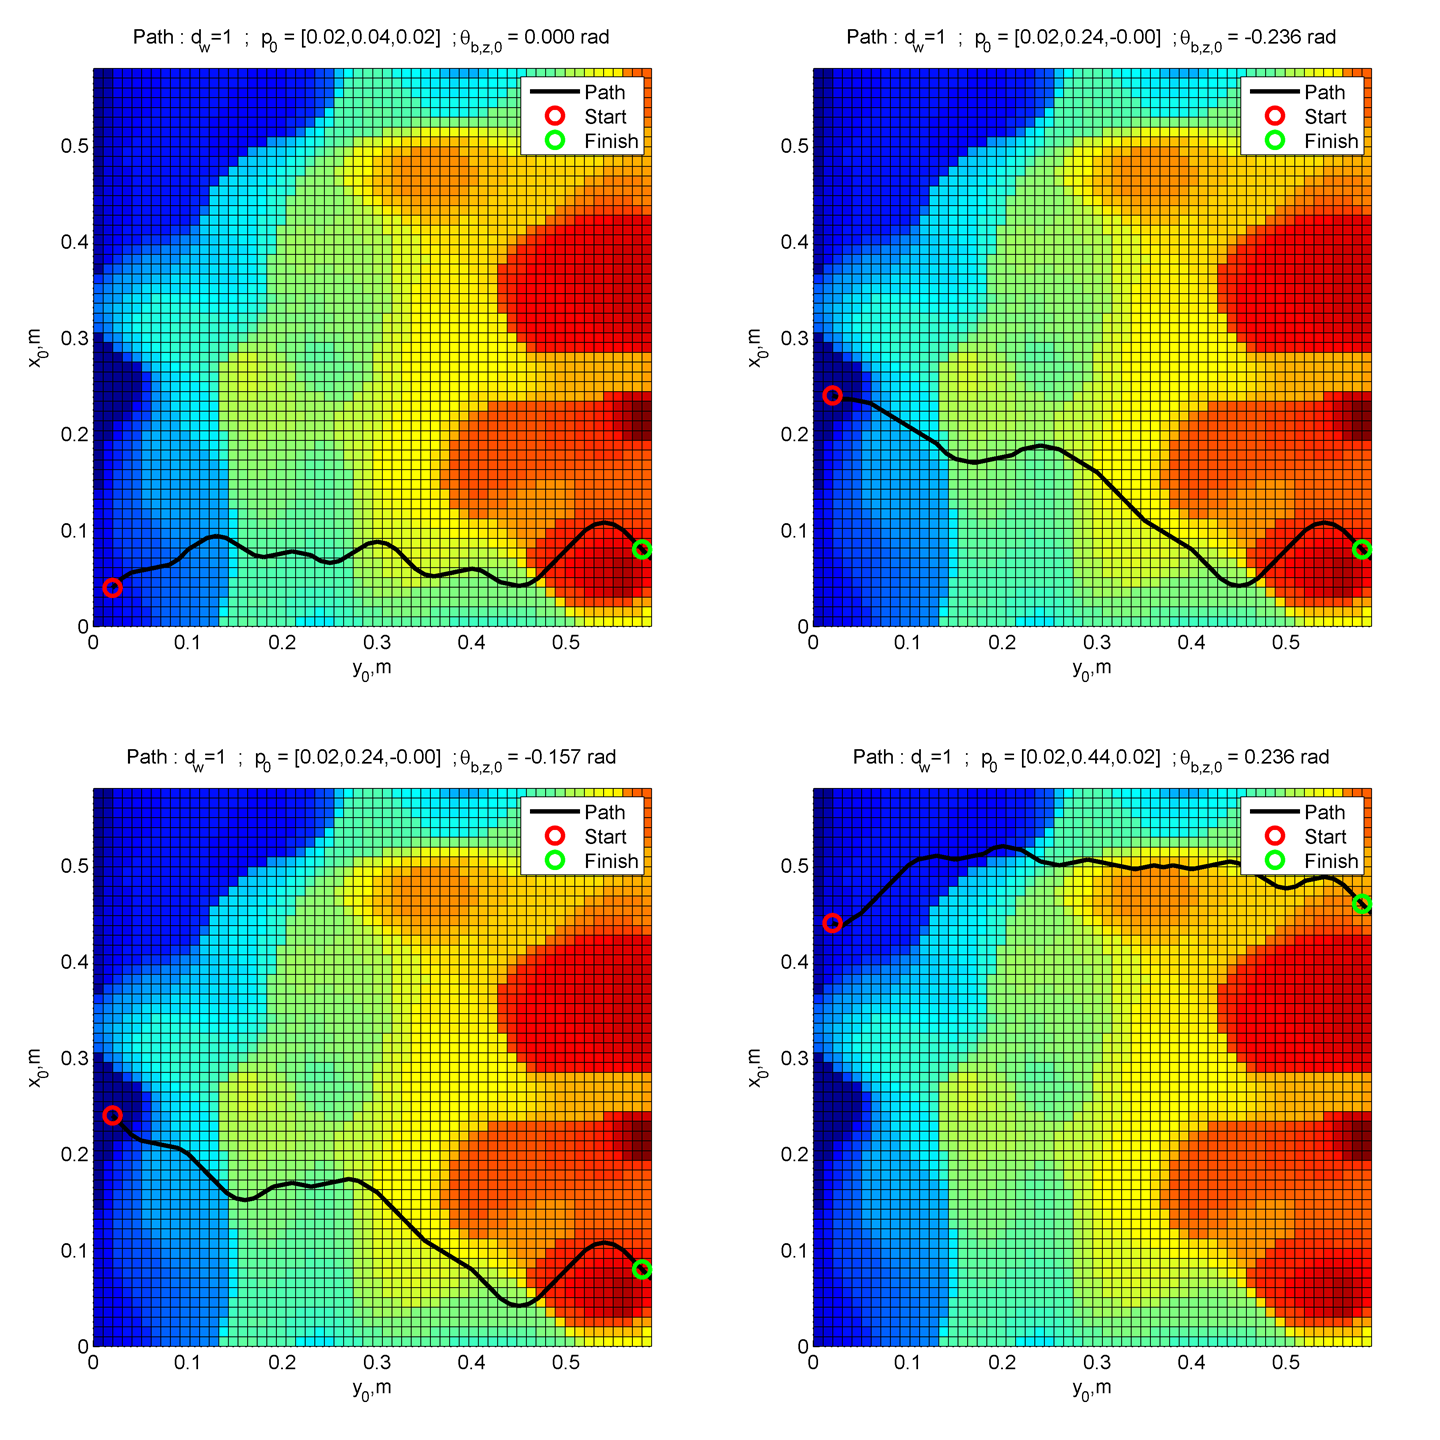 Path : d_w=1 ; p_0 = [0.02,0.04,0.02] ;θ_b,z,0 = 0.000 rad
Path
Start
Finish
0.5
0.4
0.3
0.2
0.1
0
x_0,m
0 0.1 0.2 0.3 0.4 0.5
y_0,m
Path : d_w=1 ; p_0 = [0.02,0.24,-0.00] ;θ_b,z,0 = -0.236 rad
Path
Start
Finish
0.5
0.4
0.3
0.2
0.1
0
x_0,m
0 0.1 0.2 0.3 0.4 0.5
y_0,m
Path : d_w=1 ; p_0 = [0.02,0.24,-0.00] ;θ_b,z,0 = -0.157 rad
Path
Start
Finish
0.5
0.4
0.3
0.2
0.1
0
x_0,m
0 0.1 0.2 0.3 0.4 0.5
y_0,m
Path : d_w=1 ; p_0 = [0.02,0.44,0.02] ;θ_b,z,0 = 0.236 rad
Path
Start
Finish
0.5
0.4
0.3
0.2
0.1
0
x_0,m
0 0.1 0.2 0.3 0.4 0.5
y_0,m